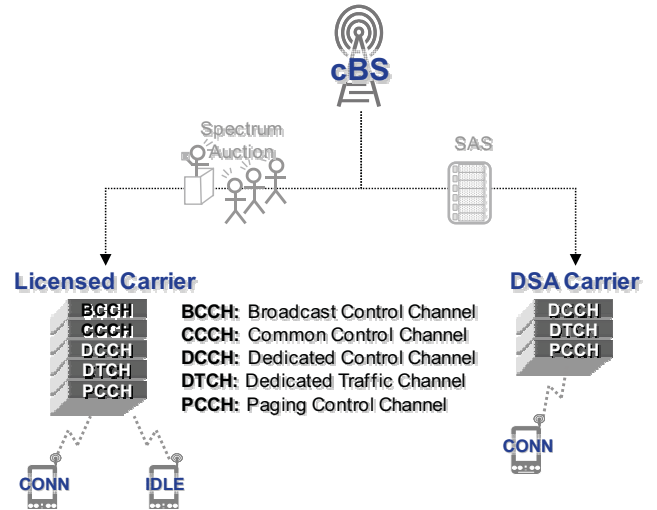 cBS
Spectrum
Auction
SAS
Licensed Carrier
DSA Carrier
BCCH
CCCH
DCCH
DTCH
PCCH
BCCH: Broadcast Control Channel
CCCH: Common Control Channel
DCCH: Dedicated Control Channel
DTCH: Dedicated Traffic Channel
PCCH: Paging Control Channel
DCCH
DTCH
PCCH
CONN
IDLE
CONN